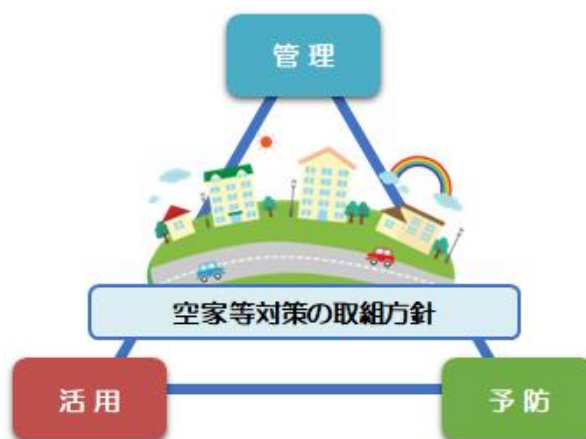 管理
空家等対策の取組方針
活用
予防